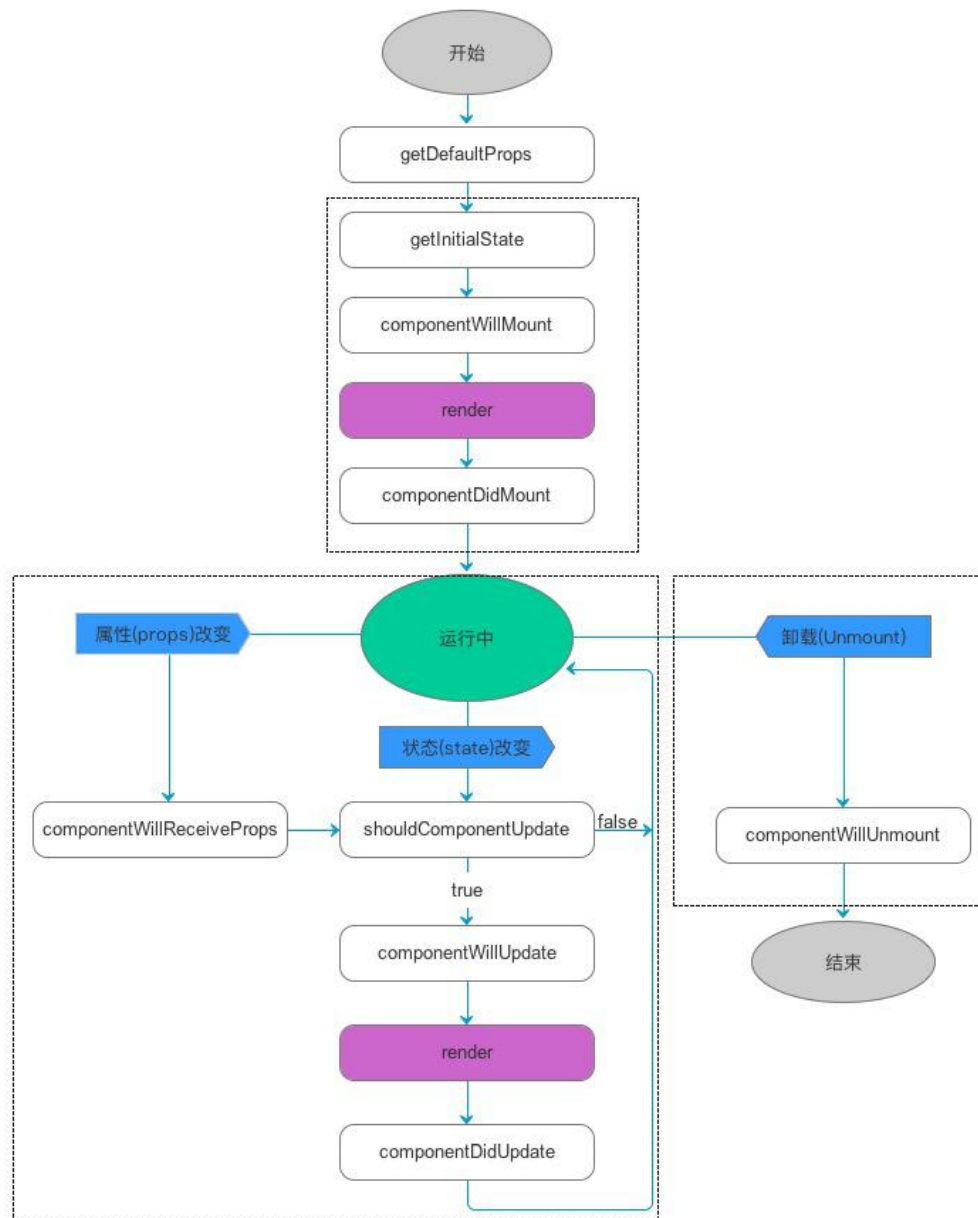 开始
getDefaultProps
getInitialState
componentWillMount
render
componentDidMount
属性(props)改变
运行中
卸载(Unmount)
状态(state)改变
componentWillReceiveProps
shouldComponentUpdate
false
componentWillUnmount
true
componentWillUpdate
结束
render
componentDidUpdate